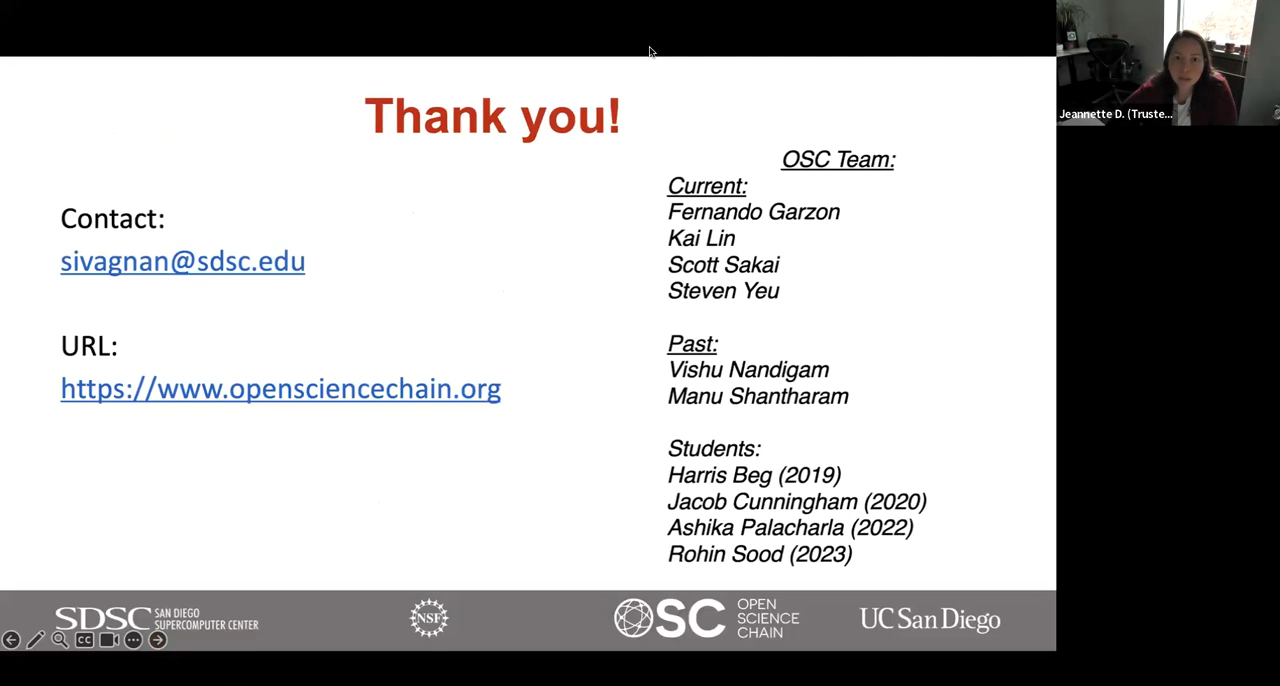 Thank you!
Contact:
sivagnan@sdsc.edu
URL:
https://www.opensciencechain.org
OSC Team:
Current:
Fernando Garzon
Kai Lin
Scott Sakai
Steven Yeu
Past:
Vishu Nandigam
Manu Shantharam
Students:
Harris Beg (2019)
Jacob Cunningham (2020)
Ashika Palacharla (2022)
Rohin Sood (2023)
SDSC SAN DIEGO
SUPERCOMPUTER CENTER
NSF
OSC OPEN
SCIENCE
CHAIN
UC San Diego
CC
Jeannette D. (Truste...